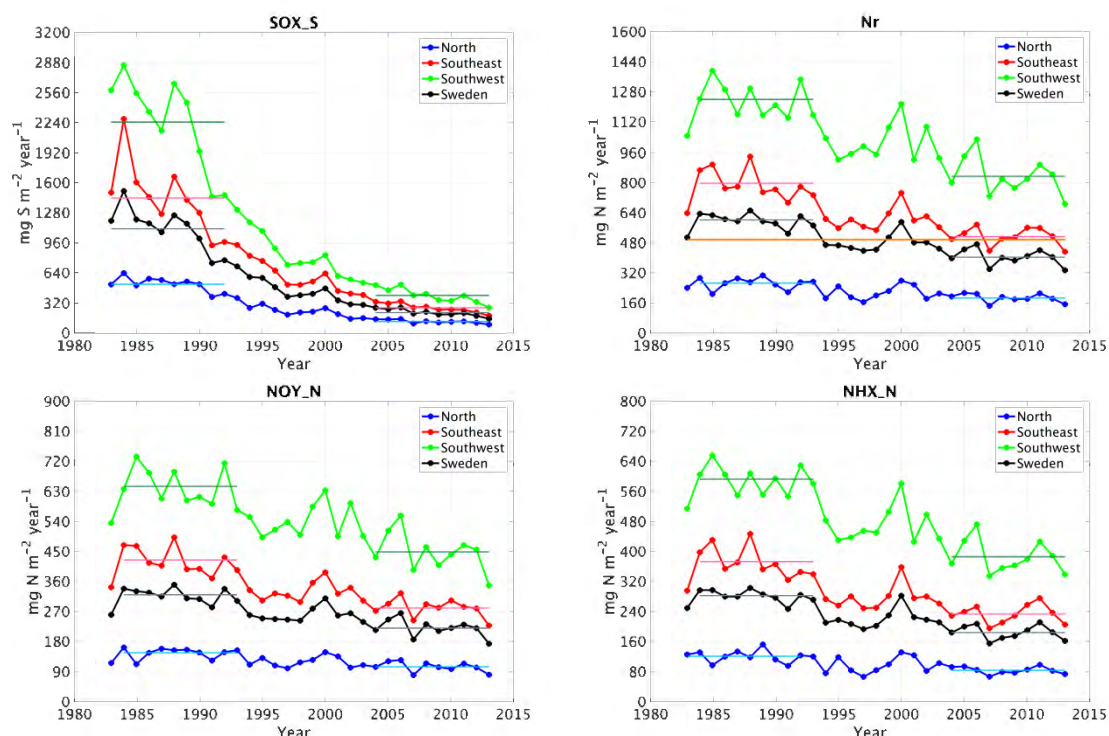 SOX_S
3200
2880
2560
2240
1920
1600
1280
960
640
320
0
mg S m⁻² year⁻¹
1980 1985 1990 1995 2000 2005 2010 2015
Year
North
Southeast
Southwest
Sweden
Nr
1600
1440
1280
1120
960
800
640
480
320
160
0
mg N m⁻² year⁻¹
1980 1985 1990 1995 2000 2005 2010 2015
Year
North
Southeast
Southwest
Sweden
NOY_N
900
810
720
630
540
450
360
270
180
90
0
mg N m⁻² year⁻¹
1980 1985 1990 1995 2000 2005 2010 2015
Year
North
Southeast
Southwest
Sweden
NHX_N
800
720
640
560
480
400
320
240
160
80
0
mg N m⁻² year⁻¹
1980 1985 1990 1995 2000 2005 2010 2015
Year
North
Southeast
Southwest
Sweden